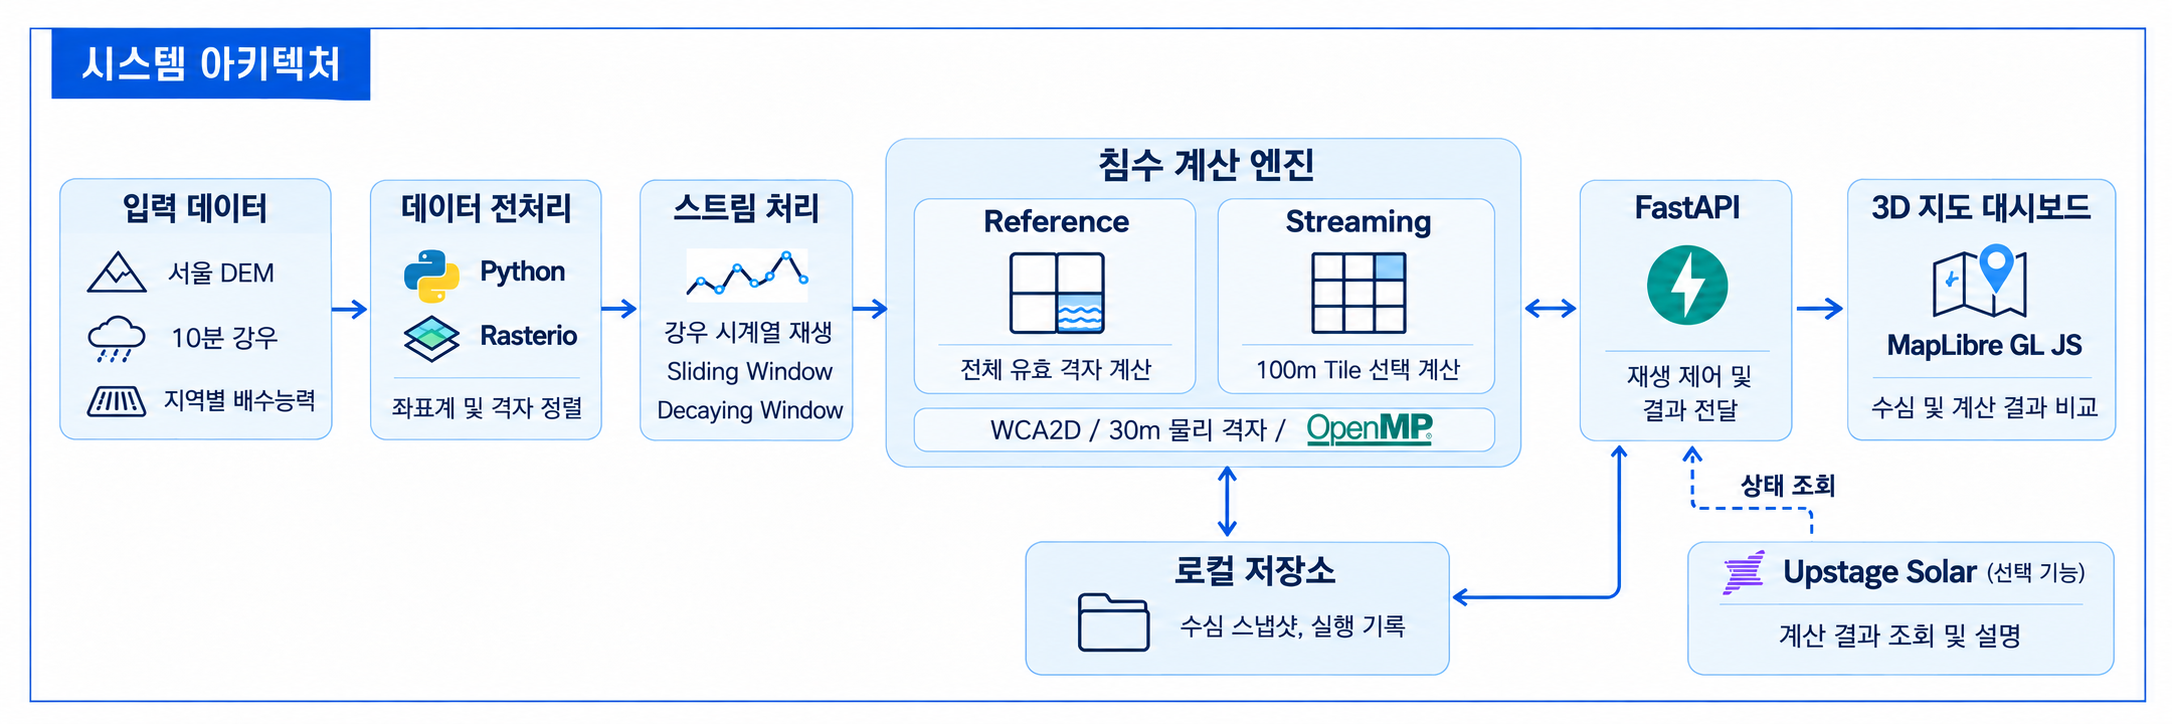 시스템 아키텍처
입력 데이터
서울 DEM
10분 강우
지역별 배수능력
데이터 전처리
Python
Rasterio
좌표계 및 격자 정렬
스트림 처리
강우 시계열 재생
Sliding Window
Decaying Window
침수 계산 엔진
Reference
전체 유효 격자 계산
Streaming
100m Tile 선택 계산
WCA2D / 30m 물리 격자 / OpenMP
FastAPI
재생 제어 및
결과 전달
3D 지도 대시보드
MapLibre GL JS
수심 및 계산 결과 비교
상태 조회
로컬 저장소
수심 스냅샷, 실행 기록
Upstage Solar (선택 기능)
계산 결과 조회 및 설명